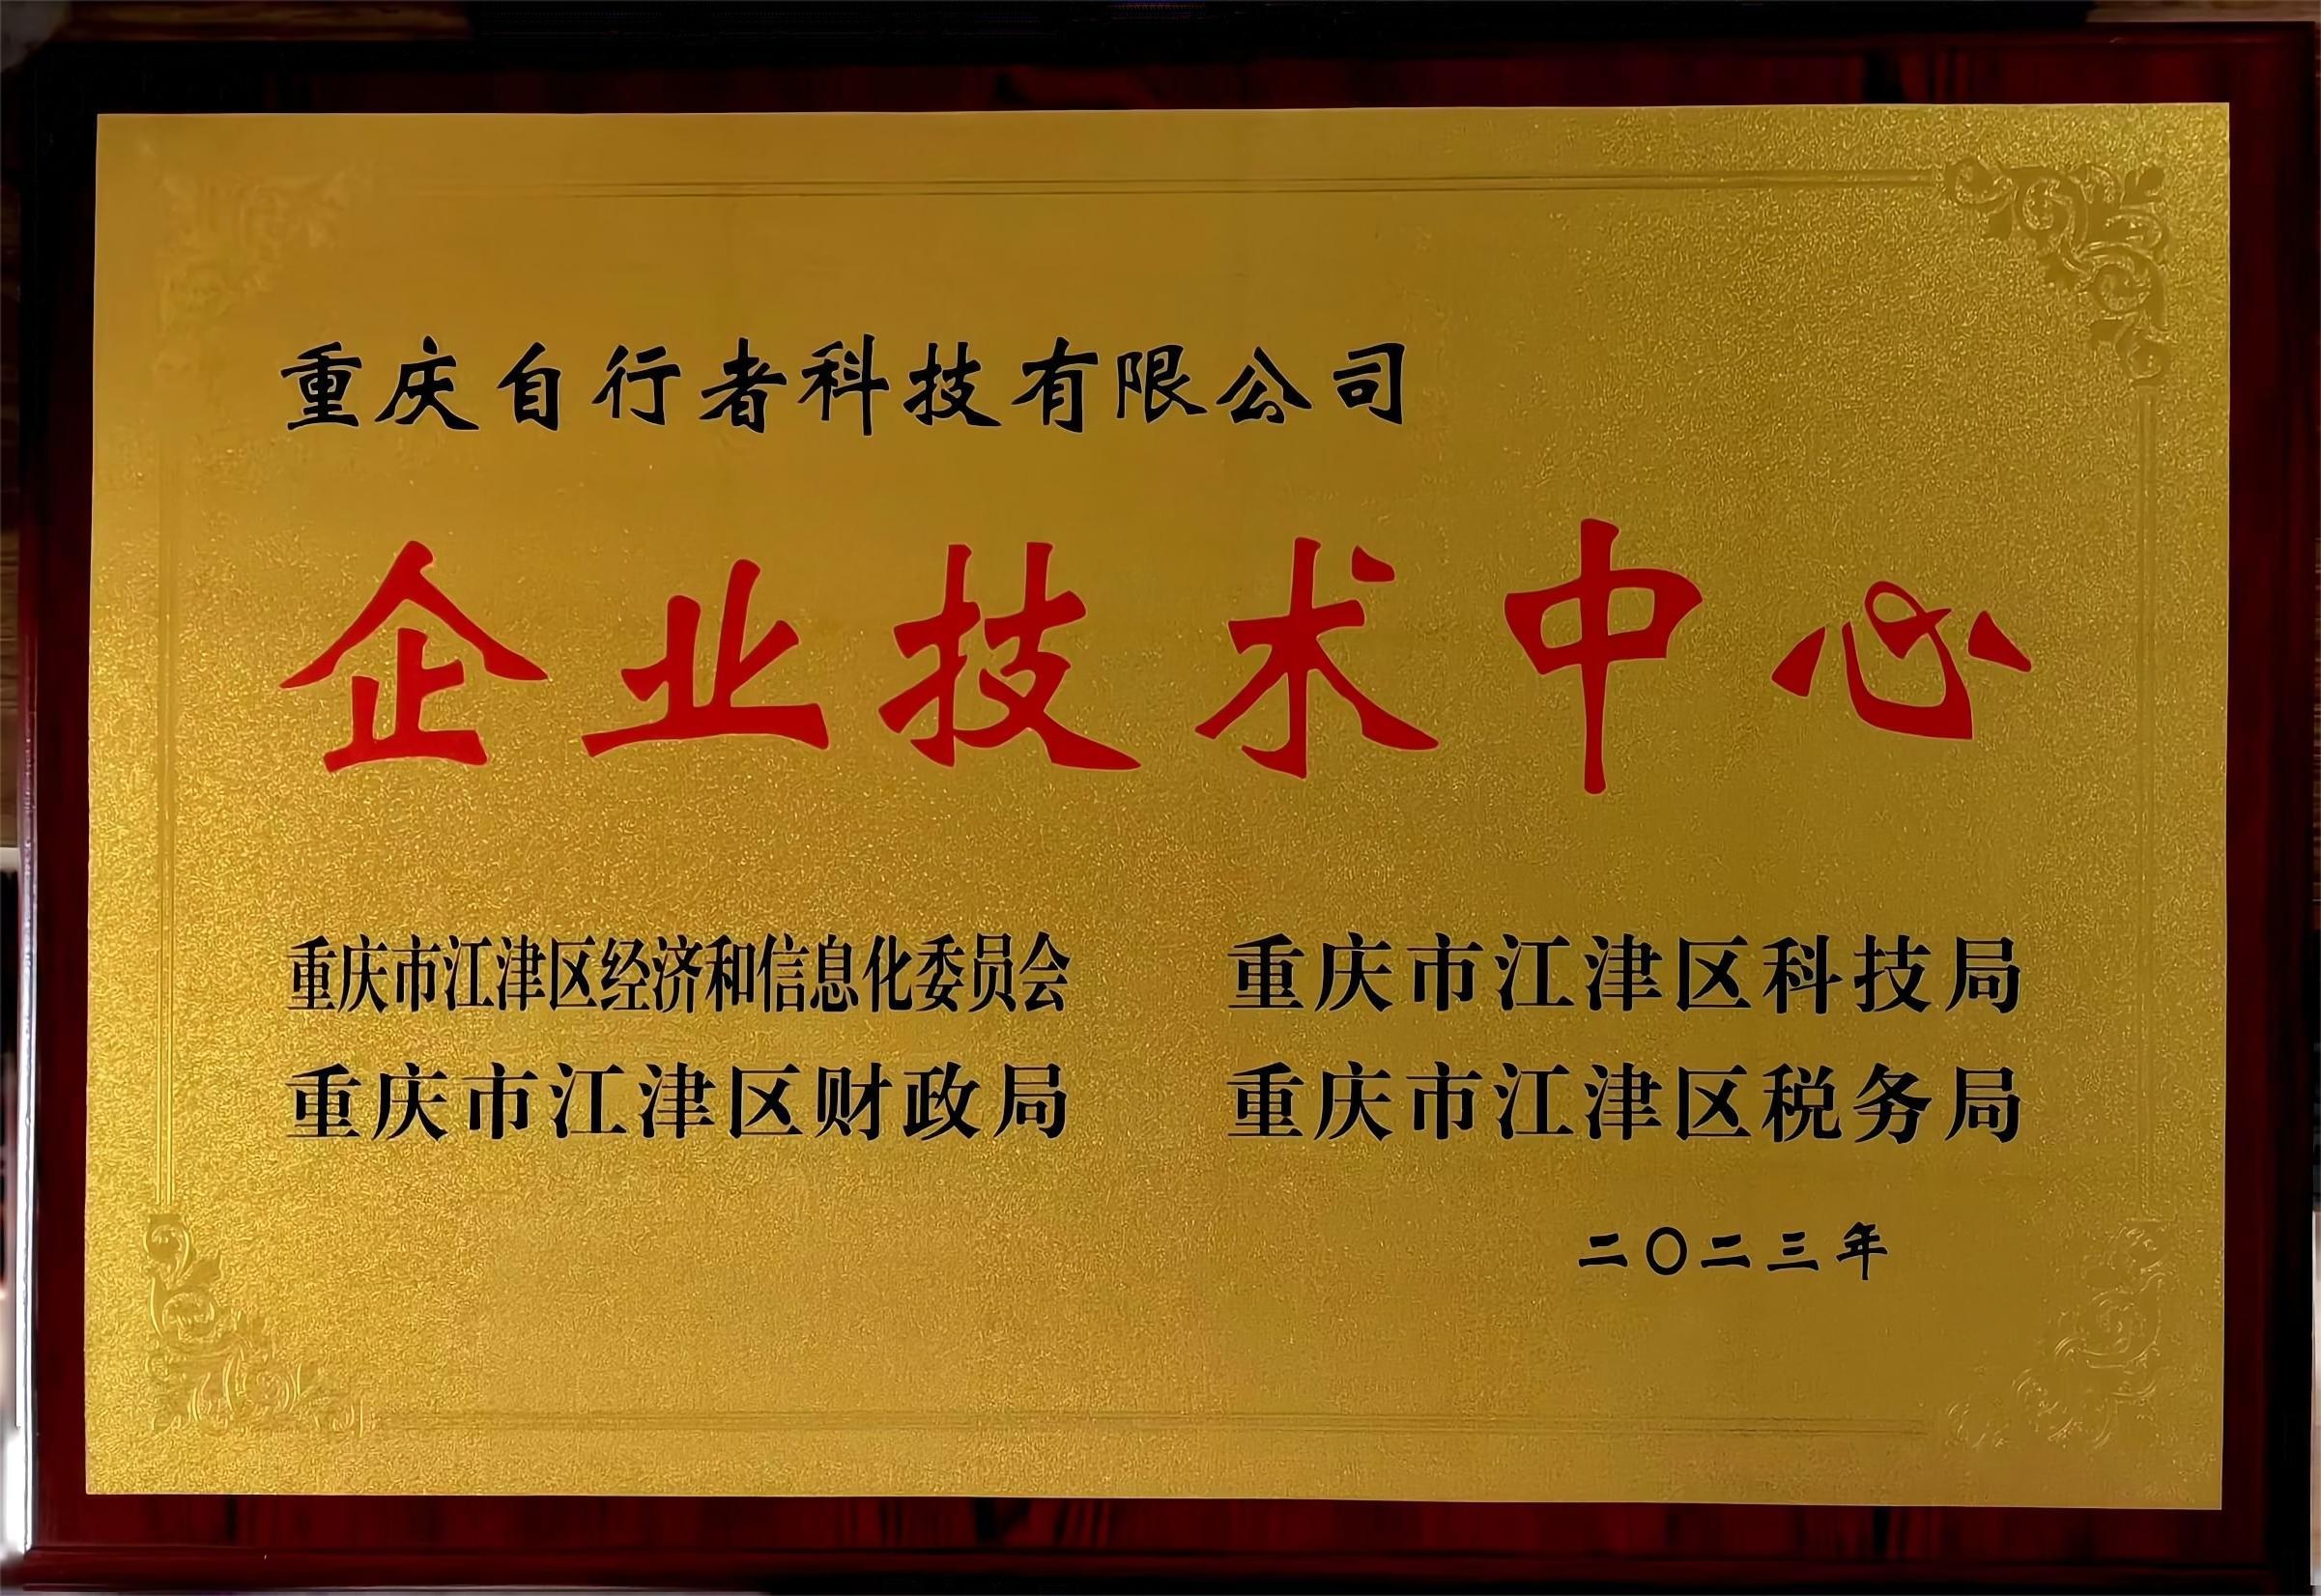 重庆自行者科技有限公司
企业技术中心
重庆市江津区经济和信息化委员会 重庆市江津区科技局
重庆市江津区财政局 重庆市江津区税务局
二〇二三年